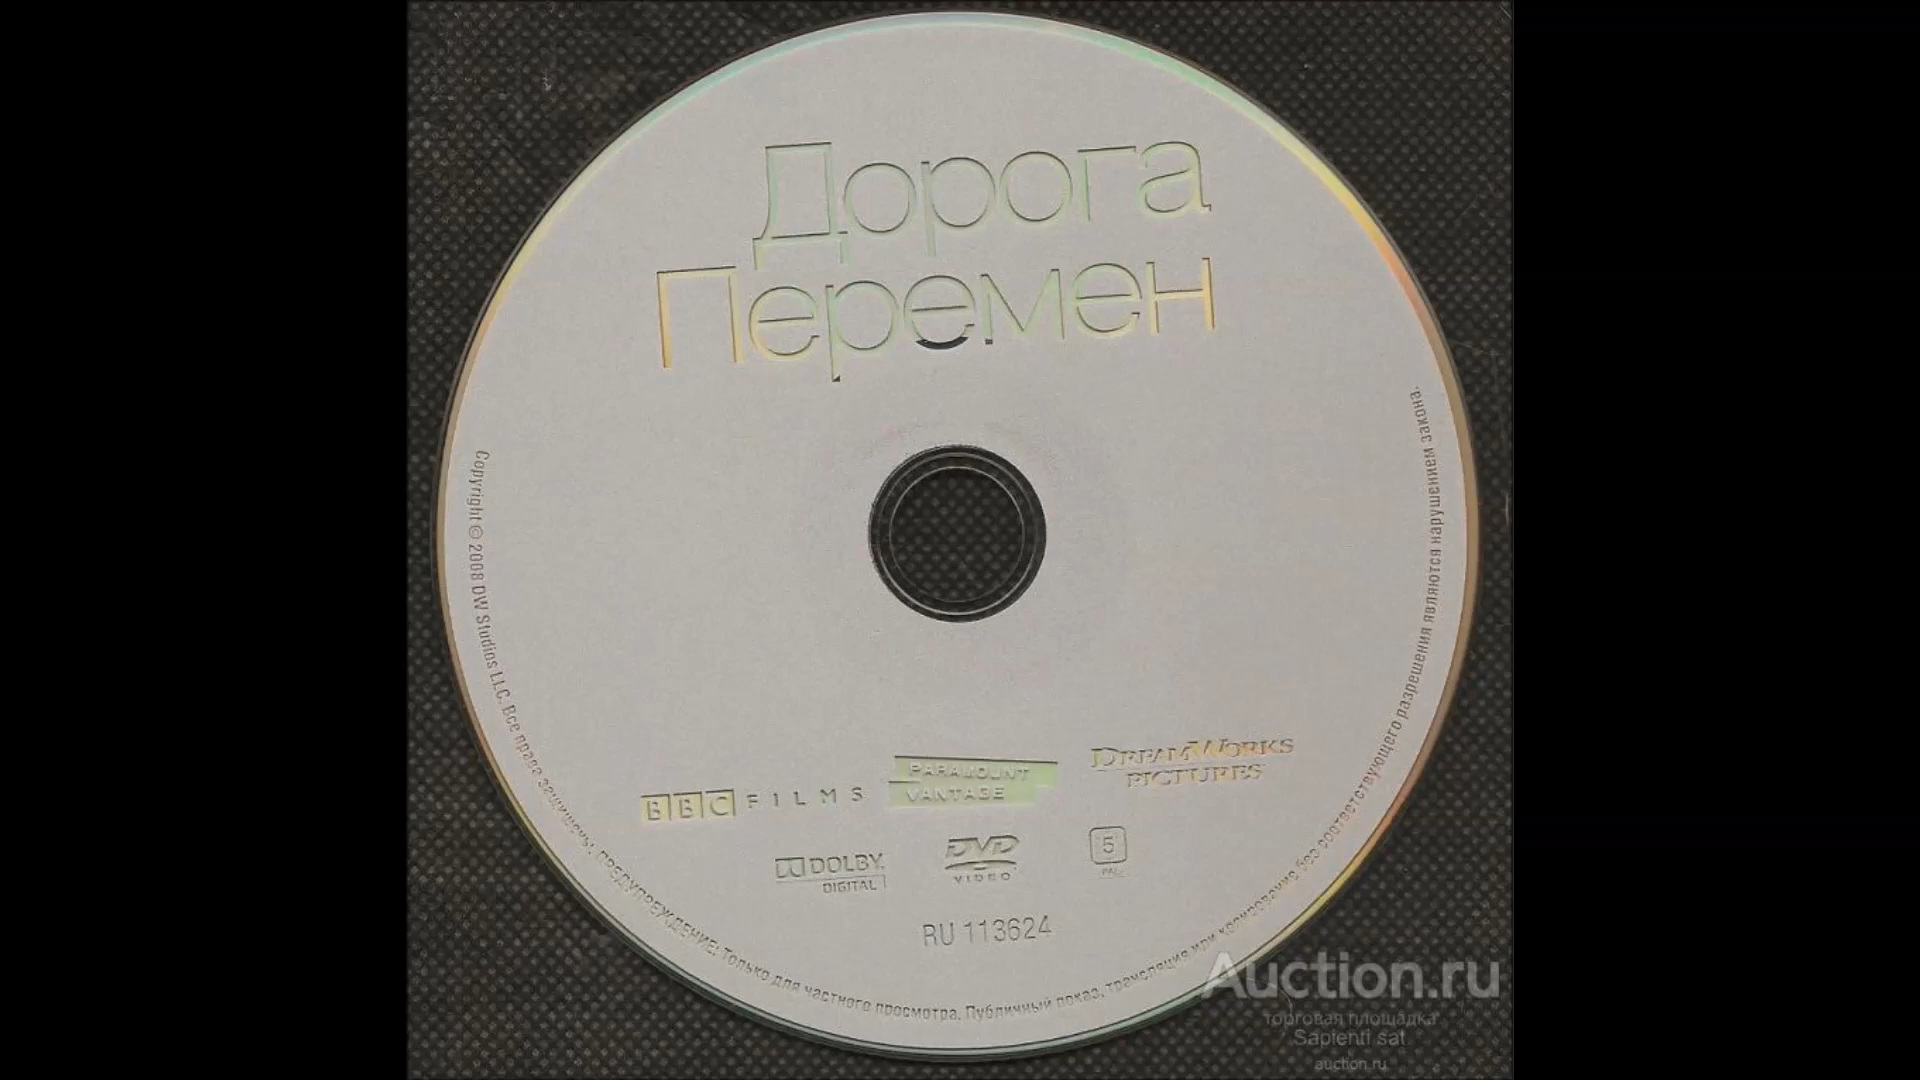 Дорога
Перемен
Copyright © 2008 DW Studios LLC. Все права защищены. ПРЕДУПРЕЖДЕНИЕ: Только для частного просмотра. Публичный показ, трансляция или копирование без соответствующего разрешения являются нарушением закона.
BBC FILMS
PARAMOUNT
VANTAGE
DREAMWORKS
PICTURES
DOLBY
DIGITAL
DVD
VIDEO
5
PAL
RU 113624
Auction.ru
торговая площадка
Sapienti sat
auction.ru